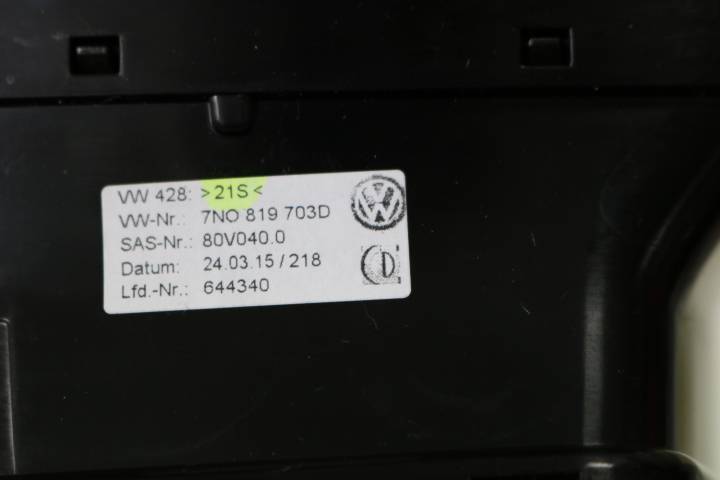 VW 428: >21S<
VW-Nr.: 7NO 819 703D
SAS-Nr.: 80V040.0
Datum: 24.03.15 / 218
Lfd.-Nr.: 644340